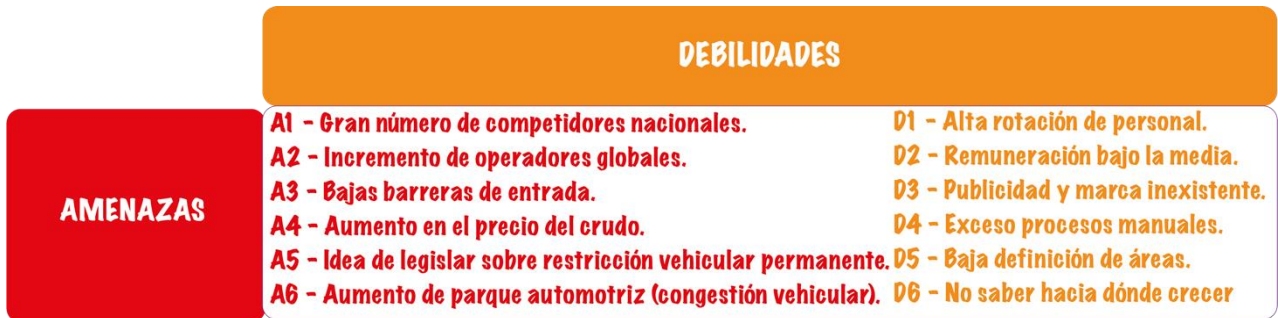 DEBILIDADES
AMENAZAS
A1 - Gran número de competidores nacionales.
A2 - Incremento de operadores globales.
A3 - Bajas barreras de entrada.
A4 - Aumento en el precio del crudo.
A5 - Idea de legislar sobre restricción vehicular permanente.
A6 - Aumento de parque automotriz (congestión vehicular).
D1 - Alta rotación de personal.
D2 - Remuneración bajo la media.
D3 - Publicidad y marca inexistente.
D4 - Exceso procesos manuales.
D5 - Baja definición de áreas.
D6 - No saber hacia dónde crecer